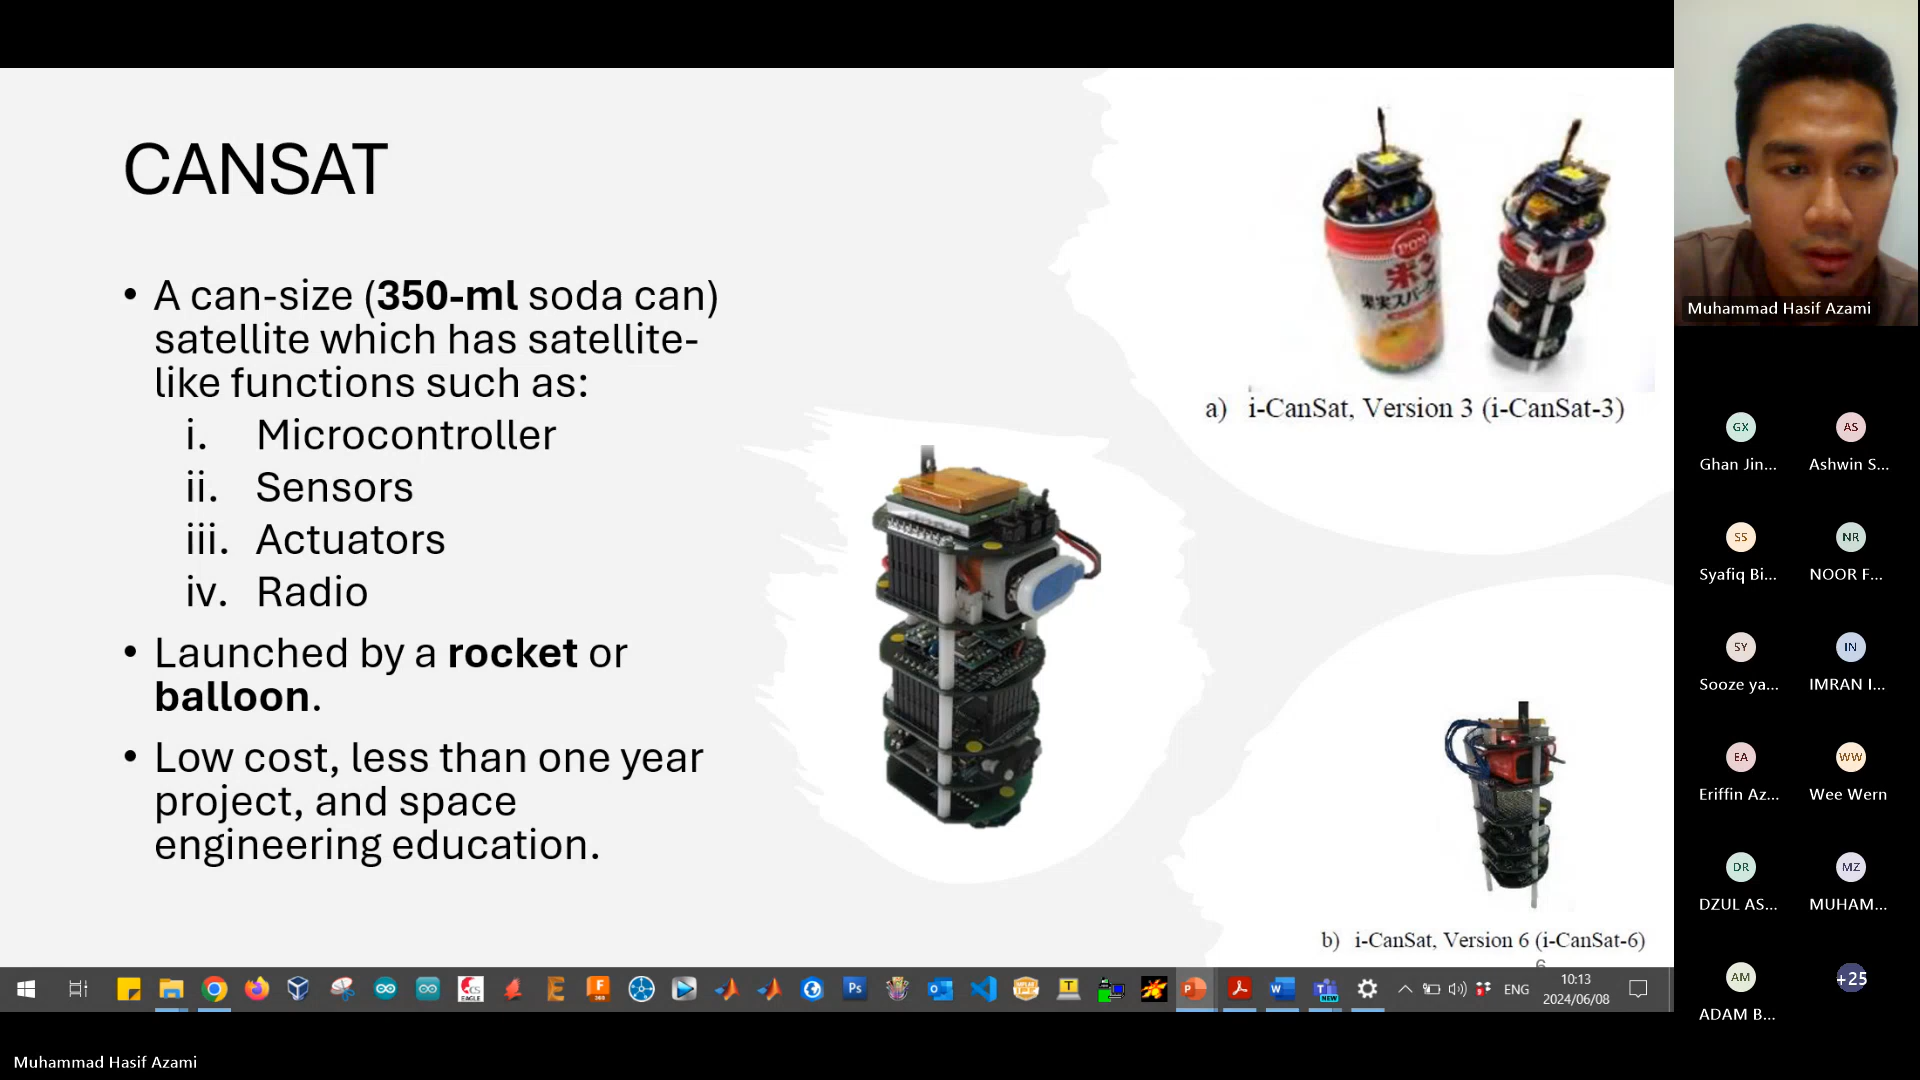 CANSAT
• A can-size (350-ml soda can)
satellite which has satellite-
like functions such as:
i. Microcontroller
ii. Sensors
iii. Actuators
iv. Radio
• Launched by a rocket or
balloon.
• Low cost, less than one year
project, and space
engineering education.
POM
a) i-CanSat, Version 3 (i-CanSat-3)
b) i-CanSat, Version 6 (i-CanSat-6)
Muhammad Hasif Azami
GX
Ghan Jin...
AS
Ashwin S...
SS
Syafiq Bi...
NR
NOOR F...
SY
Sooze ya...
IN
IMRAN I...
EA
Eriffin Az...
WW
Wee Wern
DR
DZUL AS...
MZ
MUHAM...
AM
ADAM B...
+25
ENG
10:13
2024/06/08
Muhammad Hasif Azami